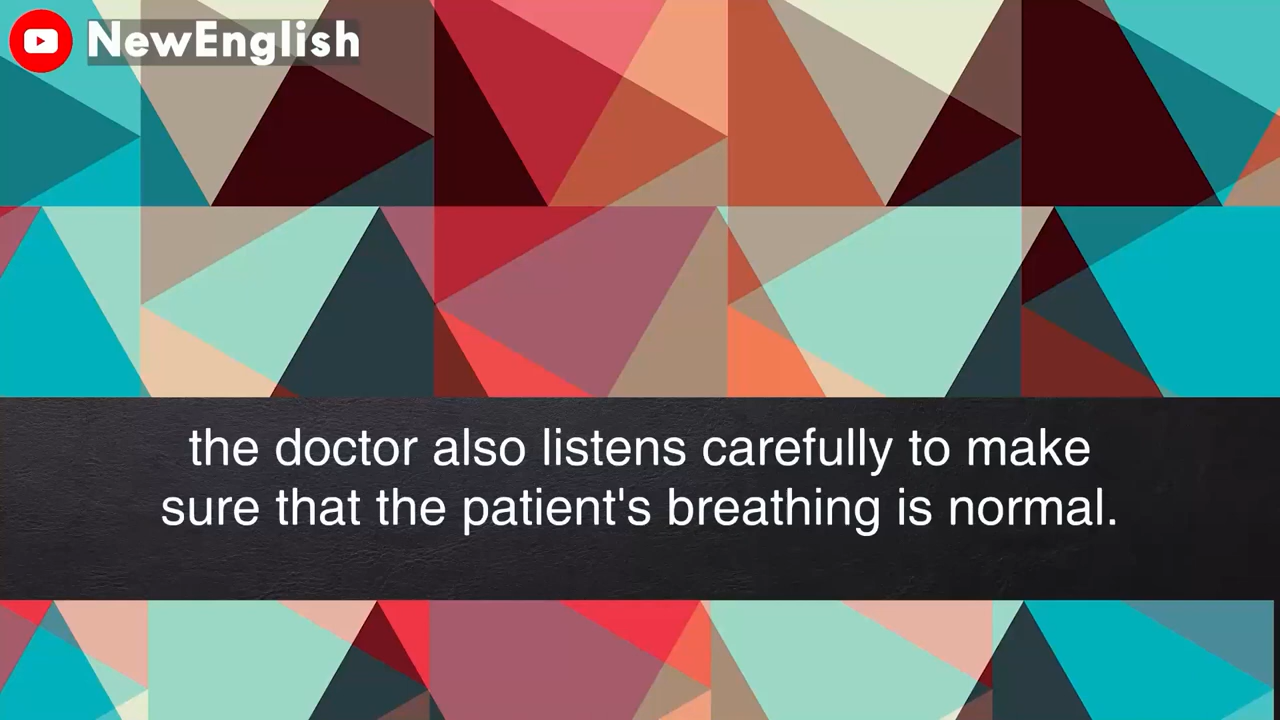 NewEnglish
the doctor also listens carefully to make
sure that the patient's breathing is normal.